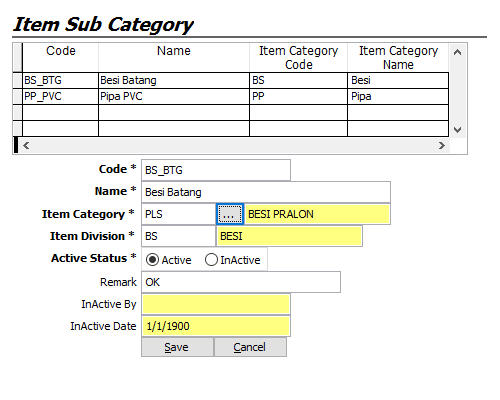 Item Sub Category
Code Name Item Category Code Item Category Name
BS_BTG Besi Batang BS Besi
PP_PVC Pipa PVC PP Pipa
Code * BS_BTG
Name * Besi Batang
Item Category * PLS ... BESI PRALON
Item Division * BS BESI
Active Status * Active InActive
Remark OK
InActive By
InActive Date 1/1/1900
Save Cancel